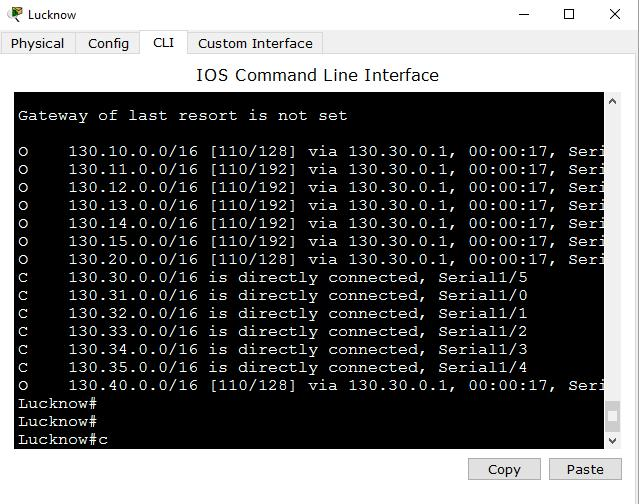 Lucknow
Physical Config CLI Custom Interface
IOS Command Line Interface
Gateway of last resort is not set
O    130.10.0.0/16 [110/128] via 130.30.0.1, 00:00:17, Seri
O    130.11.0.0/16 [110/192] via 130.30.0.1, 00:00:17, Seri
O    130.12.0.0/16 [110/192] via 130.30.0.1, 00:00:17, Seri
O    130.13.0.0/16 [110/192] via 130.30.0.1, 00:00:17, Seri
O    130.14.0.0/16 [110/192] via 130.30.0.1, 00:00:17, Seri
O    130.15.0.0/16 [110/192] via 130.30.0.1, 00:00:17, Seri
O    130.20.0.0/16 [110/128] via 130.30.0.1, 00:00:17, Seri
C    130.30.0.0/16 is directly connected, Serial1/5
C    130.31.0.0/16 is directly connected, Serial1/0
C    130.32.0.0/16 is directly connected, Serial1/1
C    130.33.0.0/16 is directly connected, Serial1/2
C    130.34.0.0/16 is directly connected, Serial1/3
C    130.35.0.0/16 is directly connected, Serial1/4
O    130.40.0.0/16 [110/128] via 130.30.0.1, 00:00:17, Seri
Lucknow#
Lucknow#
Lucknow#c
Copy Paste